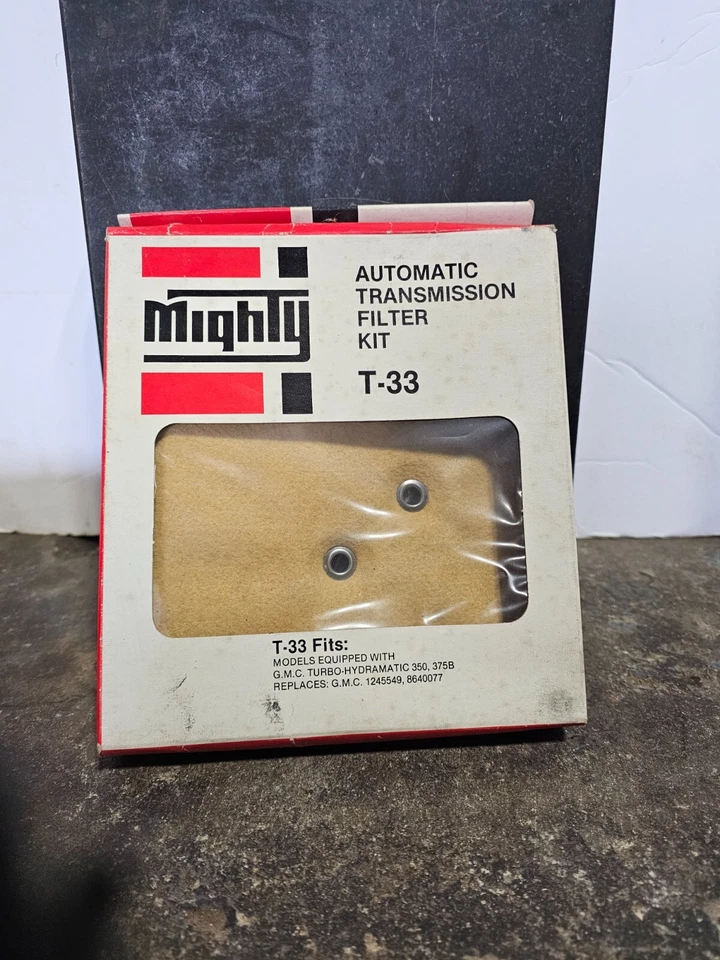 Mighty
AUTOMATIC
TRANSMISSION
FILTER
KIT
T-33
T-33 Fits:
MODELS EQUIPPED WITH
G.M.C. TURBO-HYDRAMATIC 350, 375B
REPLACES: G.M.C. 1245549, 8640077